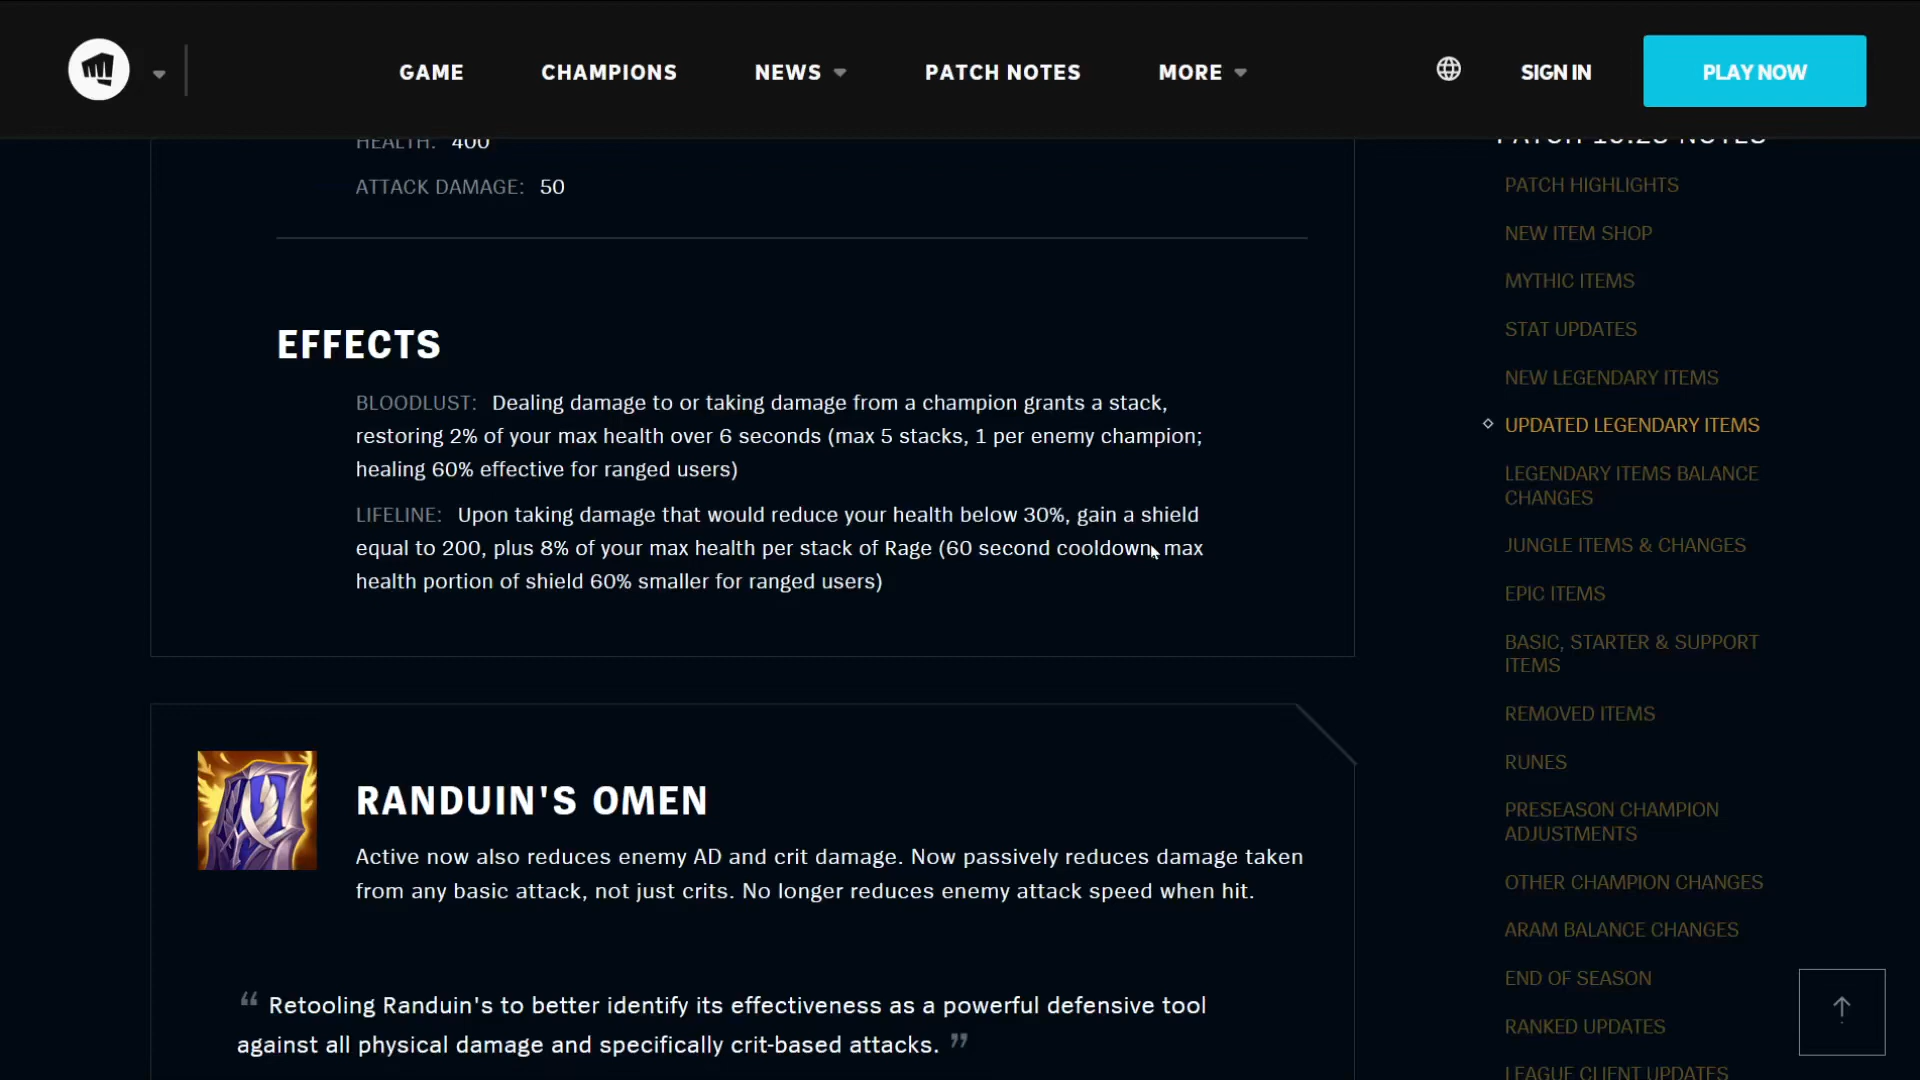 GAME
CHAMPIONS
NEWS
PATCH NOTES
MORE
SIGN IN
PLAY NOW
HEALTH: 400
ATTACK DAMAGE: 50
EFFECTS
BLOODLUST: Dealing damage to or taking damage from a champion grants a stack,
restoring 2% of your max health over 6 seconds (max 5 stacks, 1 per enemy champion;
healing 60% effective for ranged users)
LIFELINE: Upon taking damage that would reduce your health below 30%, gain a shield
equal to 200, plus 8% of your max health per stack of Rage (60 second cooldown, max
health portion of shield 60% smaller for ranged users)
RANDUIN'S OMEN
Active now also reduces enemy AD and crit damage. Now passively reduces damage taken
from any basic attack, not just crits. No longer reduces enemy attack speed when hit.
“ Retooling Randuin's to better identify its effectiveness as a powerful defensive tool
against all physical damage and specifically crit-based attacks. ”
PATCH 10.23 NOTES
PATCH HIGHLIGHTS
NEW ITEM SHOP
MYTHIC ITEMS
STAT UPDATES
NEW LEGENDARY ITEMS
UPDATED LEGENDARY ITEMS
LEGENDARY ITEMS BALANCE
CHANGES
JUNGLE ITEMS & CHANGES
EPIC ITEMS
BASIC, STARTER & SUPPORT
ITEMS
REMOVED ITEMS
RUNES
PRESEASON CHAMPION
ADJUSTMENTS
OTHER CHAMPION CHANGES
ARAM BALANCE CHANGES
END OF SEASON
RANKED UPDATES
LEAGUE CLIENT UPDATES